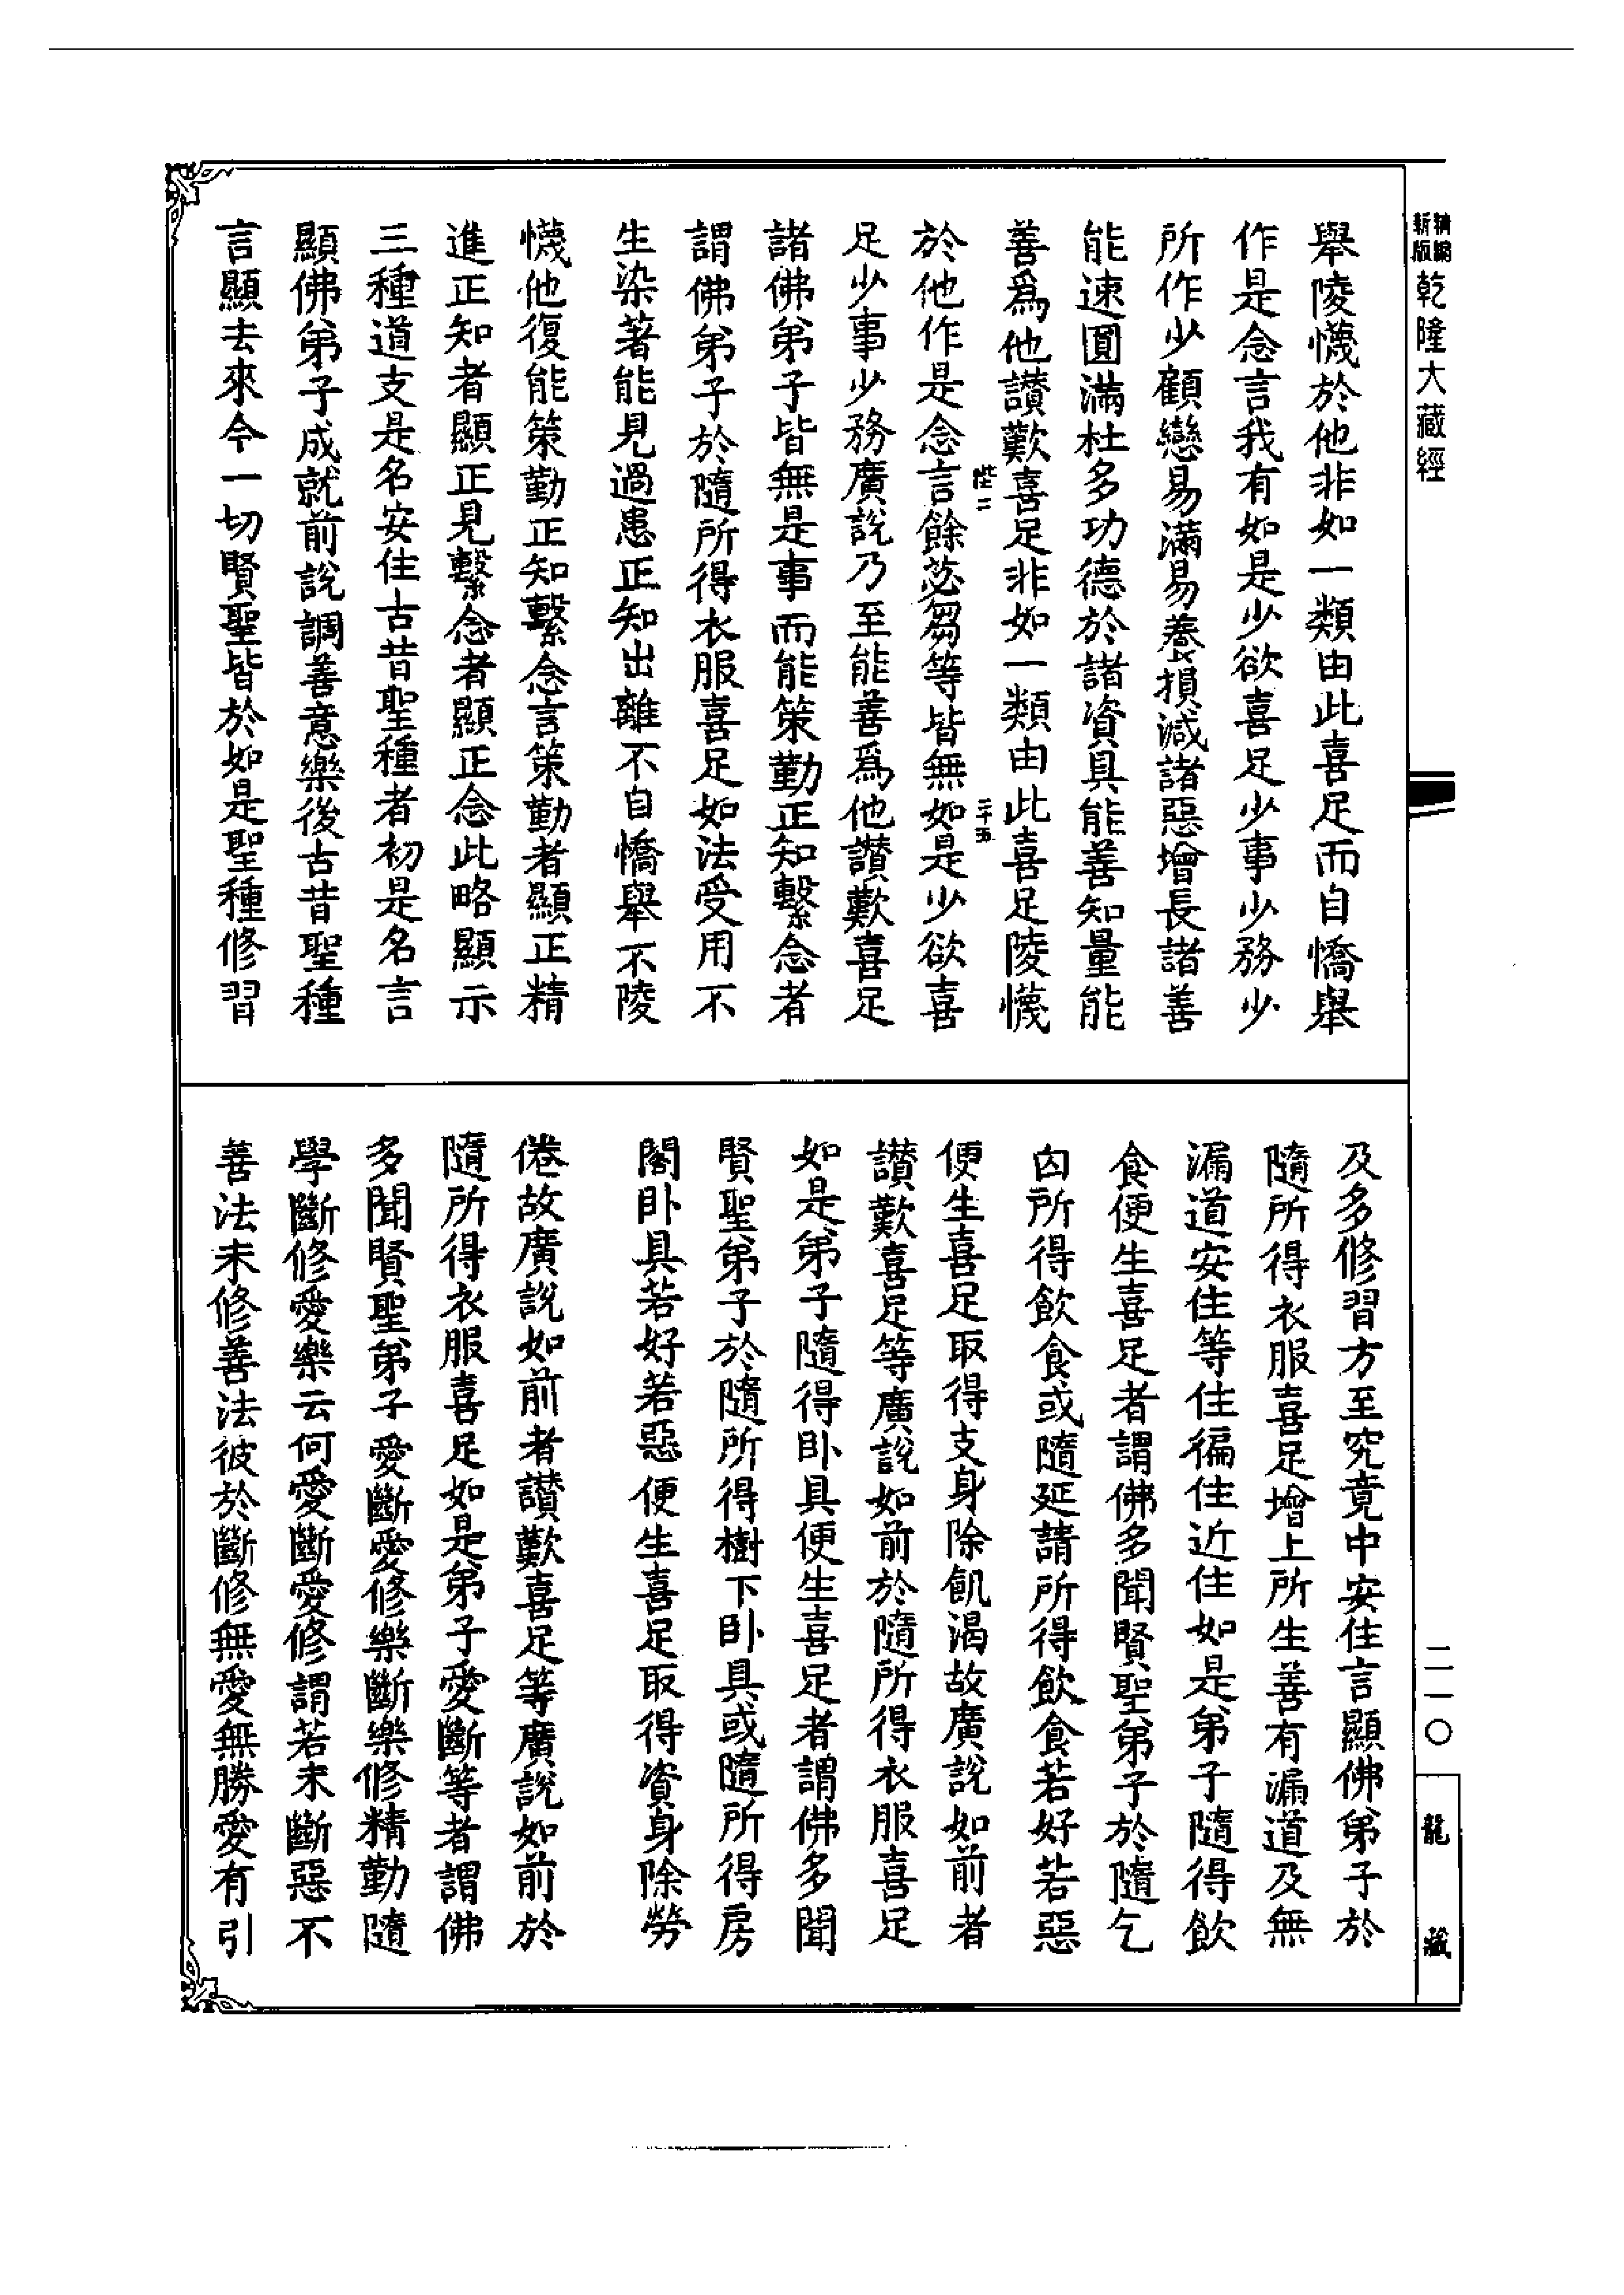 新編
新版
乾隆大藏經
舉陵懱於他非如一類由此喜足而自憍舉
作是念言我有如是少欲喜足少事少務少
所作少顧戀易滿易養損減諸惡增長諸善
能速圓滿杜多功德於諸資具能善知量能
善爲他讚歎喜足非如一類由此喜足陵懱
陛二
二十五
於他作是念言餘苾芻等皆無如是少欲喜
足少事少務廣說乃至能善爲他讚歎喜足
諸佛弟子皆無是事而能策勤正知繫念者
謂佛弟子於隨所得衣服喜足如法受用不
生染著能見過患正知出離不自憍舉不陵
懱他復能策勤正知繫念言策勤者顯正精
進正知者顯正見繫念者顯正念此略顯示
三種道支是名安住古昔聖種者初是名言
顯佛弟子成就前說調善意樂後古昔聖種
言顯去來今一切賢聖皆於如是聖種修習
及多修習方至究竟中安住言顯佛弟子於
隨所得衣服喜足增上所生善有漏道及無
漏道安住等住徧住近住如是弟子隨得飲
食便生喜足者謂佛多聞賢聖弟子於隨乞
匃所得飲食或隨延請所得飲食若好若惡
便生喜足取得支身除飢渴故廣說如前者
讚歎喜足等廣說如前於隨所得衣服喜足
如是弟子隨得臥具便生喜足者謂佛多聞
賢聖弟子於隨所得樹下臥具或隨所得房
閣臥具若好若惡便生喜足取得資身除勞
倦故廣說如前者讚歎喜足等廣說如前於
隨所得衣服喜足如是弟子愛斷等者謂佛
多聞賢聖弟子愛斷愛修樂斷樂修精勤隨
學斷修愛樂云何愛斷愛修謂若未斷惡不
善法未修善法彼於斷修無愛無勝愛有引
二一〇
龍藏